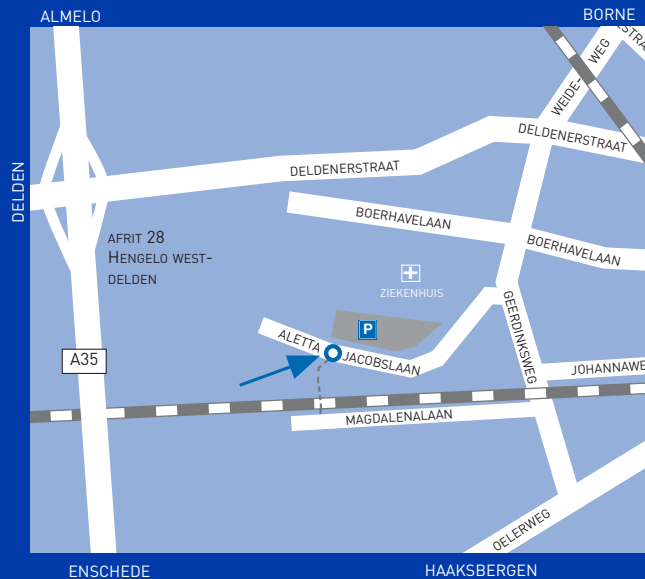 ALMELO
BORNE
WEIDE-
WEG
DELDENERSTRAAT
DELDENERSTRAAT
DELDEN
BOERHAVELAAN
AFRIT 28
HENGELO WEST-
DELDEN
BOERHAVELAAN
ZIEKENHUIS
GEERDINKSWEG
P
ALETTA JACOBSLAAN
A35
JOHANNAWE
MAGDALENALAAN
OELERWEG
ENSCHEDE
HAAKSBERGEN